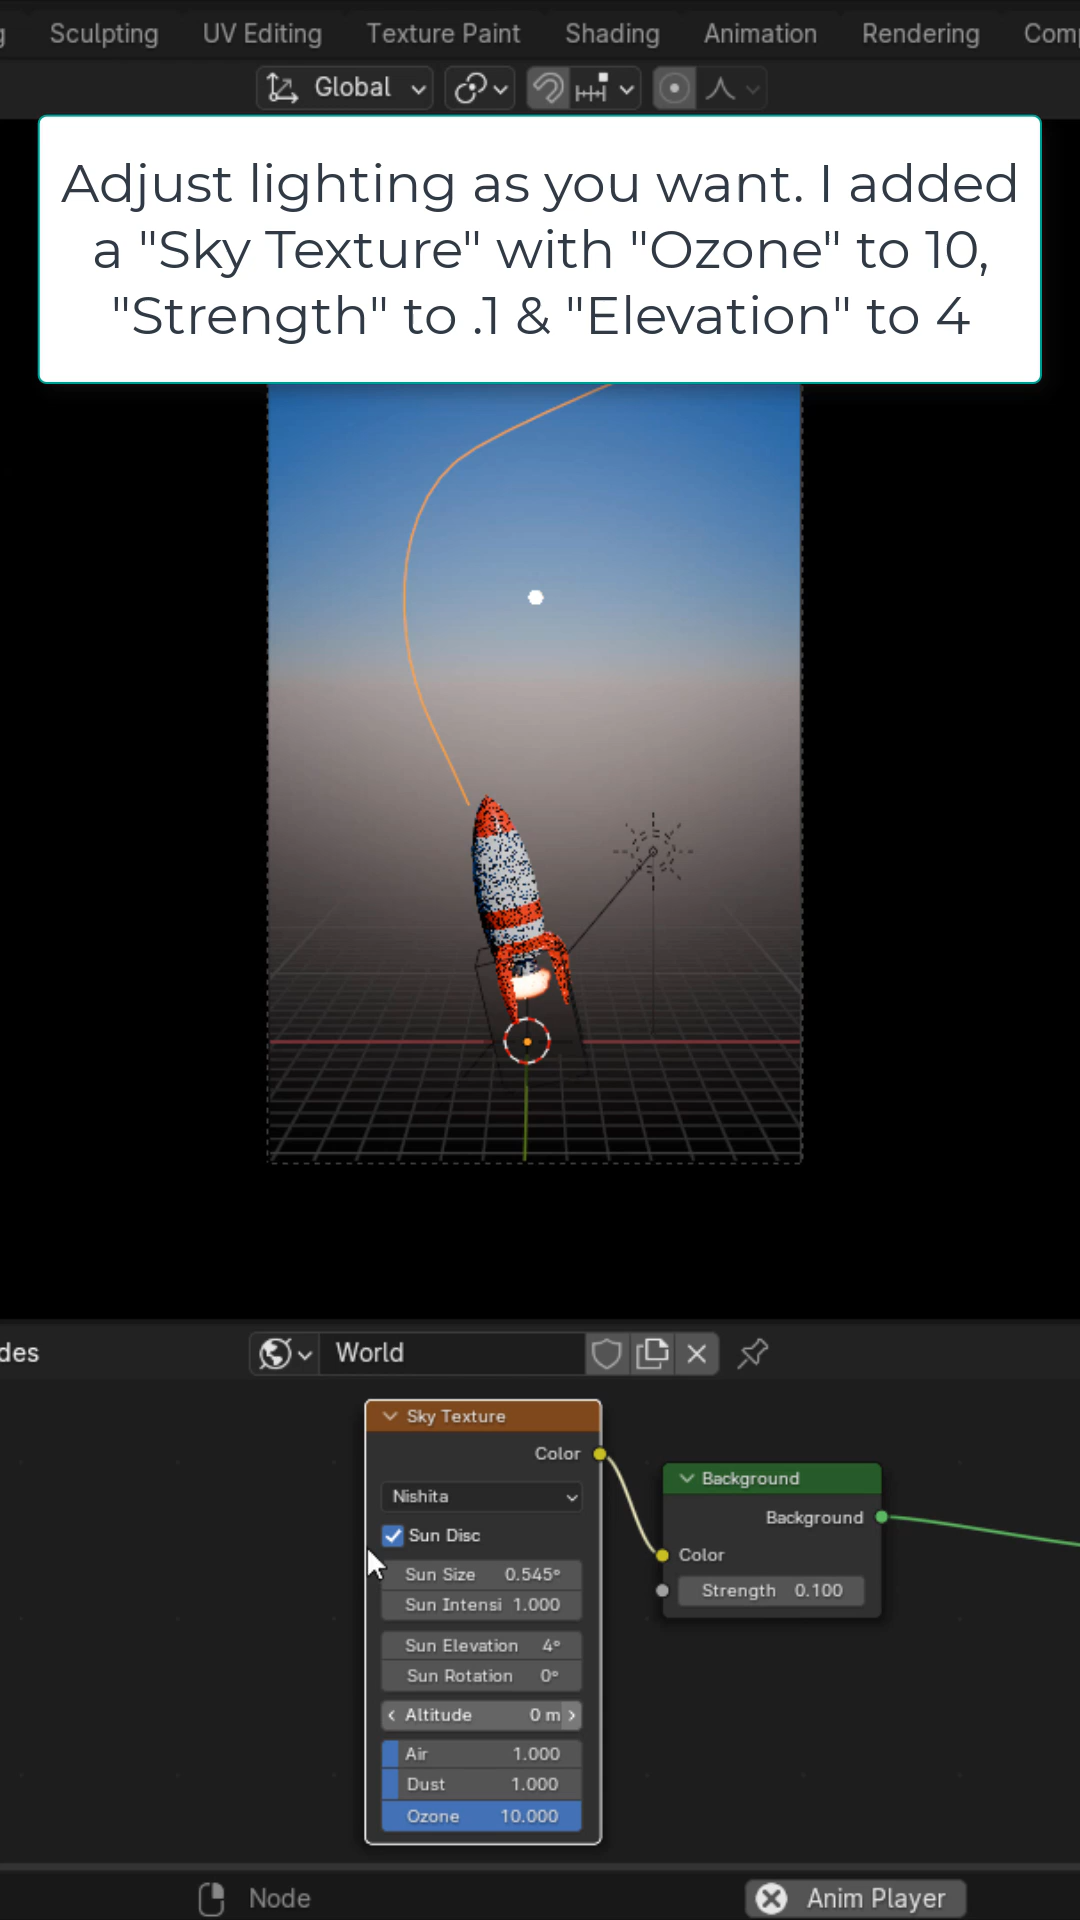 Sculpting UV Editing Texture Paint Shading Animation Rendering
Global
Adjust lighting as you want. I added
a "Sky Texture" with "Ozone" to 10,
"Strength" to .1 & "Elevation" to 4
des World
Sky Texture
Color
Nishita
Sun Disc
Sun Size 0.545°
Sun Intensi 1.000
Sun Elevation 4°
Sun Rotation 0°
Altitude 0 m
Air 1.000
Dust 1.000
Ozone 10.000
Background
Background
Color
Strength 0.100
Node Anim Player